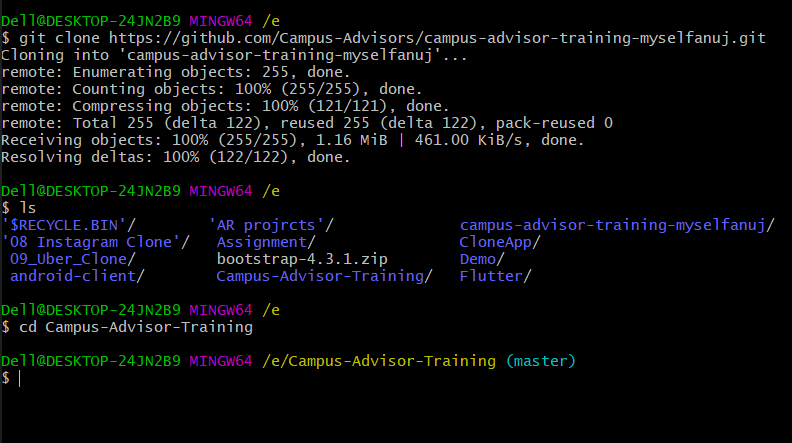 Dell@DESKTOP-24JN2B9 MINGW64 /e
$ git clone https://github.com/Campus-Advisors/campus-advisor-training-myselfanuj.git
Cloning into 'campus-advisor-training-myselfanuj'...
remote: Enumerating objects: 255, done.
remote: Counting objects: 100% (255/255), done.
remote: Compressing objects: 100% (121/121), done.
remote: Total 255 (delta 122), reused 255 (delta 122), pack-reused 0
Receiving objects: 100% (255/255), 1.16 MiB | 461.00 KiB/s, done.
Resolving deltas: 100% (122/122), done.
Dell@DESKTOP-24JN2B9 MINGW64 /e
$ ls
'$RECYCLE.BIN'/ 'AR projrcts'/ campus-advisor-training-myselfanuj/
'08 Instagram Clone'/ Assignment/ CloneApp/
09_Uber_Clone/ bootstrap-4.3.1.zip Demo/
android-client/ Campus-Advisor-Training/ Flutter/
Dell@DESKTOP-24JN2B9 MINGW64 /e
$ cd Campus-Advisor-Training
Dell@DESKTOP-24JN2B9 MINGW64 /e/Campus-Advisor-Training (master)
$